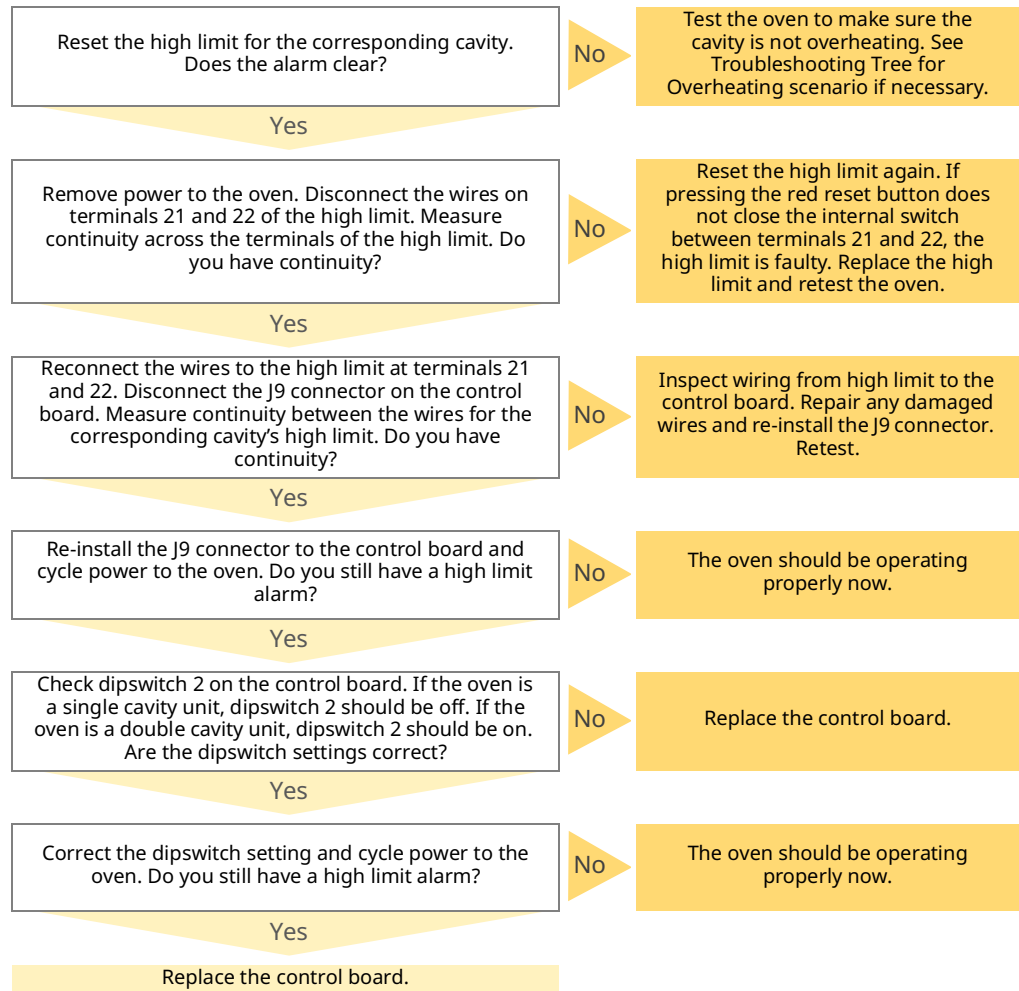 Reset the high limit for the corresponding cavity.
Does the alarm clear?
No
Test the oven to make sure the
cavity is not overheating. See
Troubleshooting Tree for
Overheating scenario if necessary.
Yes
Remove power to the oven. Disconnect the wires on
terminals 21 and 22 of the high limit. Measure
continuity across the terminals of the high limit. Do
you have continuity?
No
Reset the high limit again. If
pressing the red reset button does
not close the internal switch
between terminals 21 and 22, the
high limit is faulty. Replace the high
limit and retest the oven.
Yes
Reconnect the wires to the high limit at terminals 21
and 22. Disconnect the J9 connector on the control
board. Measure continuity between the wires for the
corresponding cavity’s high limit. Do you have
continuity?
No
Inspect wiring from high limit to the
control board. Repair any damaged
wires and re-install the J9 connector.
Retest.
Yes
Re-install the J9 connector to the control board and
cycle power to the oven. Do you still have a high limit
alarm?
No
The oven should be operating
properly now.
Yes
Check dipswitch 2 on the control board. If the oven is
a single cavity unit, dipswitch 2 should be off. If the
oven is a double cavity unit, dipswitch 2 should be on.
Are the dipswitch settings correct?
No
Replace the control board.
Yes
Correct the dipswitch setting and cycle power to the
oven. Do you still have a high limit alarm?
No
The oven should be operating
properly now.
Yes
Replace the control board.